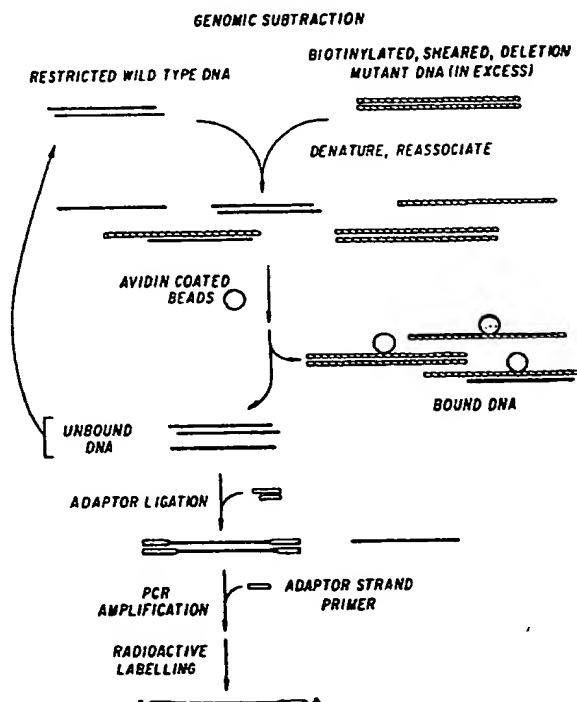 GENOMIC SUBTRACTION
RESTRICTED WILD TYPE DNA
BIOTINYLATED, SHEARED, DELETION
MUTANT DNA (IN EXCESS)
DENATURE, REASSOCIATE
AVIDIN COATED
BEADS
BOUND DNA
UNBOUND
DNA
ADAPTOR LIGATION
PCR
AMPLIFICATION
ADAPTOR STRAND
PRIMER
RADIOACTIVE
LABELLING